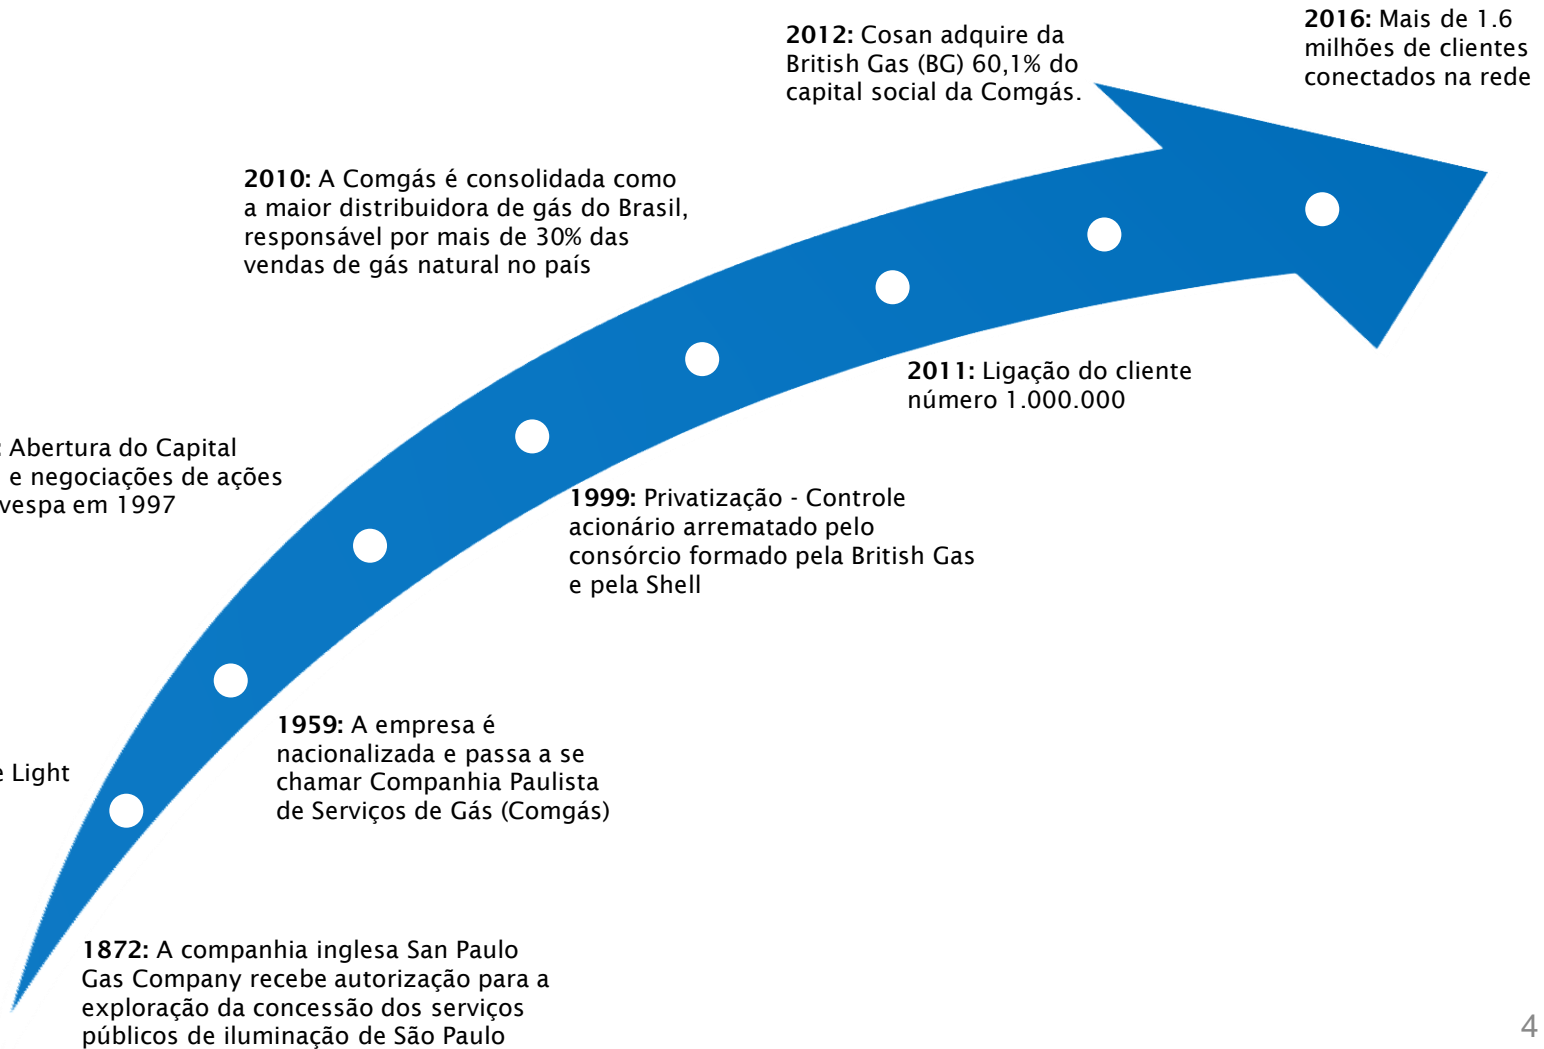 2016: Mais de 1.6
milhões de clientes
conectados na rede
2012: Cosan adquire da
British Gas (BG) 60,1% do
capital social da Comgás.
2010: A Comgás é consolidada como
a maior distribuidora de gás do Brasil,
responsável por mais de 30% das
vendas de gás natural no país
2011: Ligação do cliente
número 1.000.000
: Abertura do Capital
e negociações de ações
vespa em 1997
1999: Privatização - Controle
acionário arrematado pelo
consórcio formado pela British Gas
e pela Shell
1959: A empresa é
nacionalizada e passa a se
chamar Companhia Paulista
de Serviços de Gás (Comgás)
e Light
1872: A companhia inglesa San Paulo
Gas Company recebe autorização para a
exploração da concessão dos serviços
públicos de iluminação de São Paulo
4